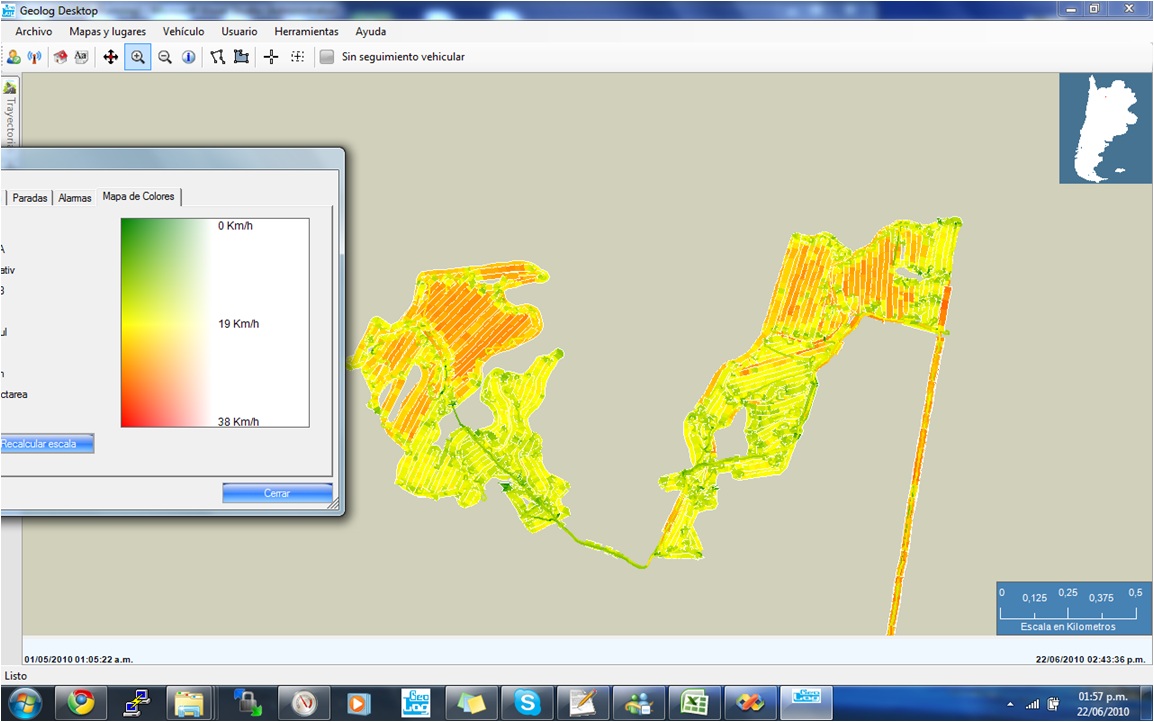 Geolog Desktop
Archivo Mapas y lugares Vehículo Usuario Herramientas Ayuda
Sin seguimiento vehicular
Paradas Alarmas Mapa de Colores
0 Km/h
A
ativ
3
19 Km/h
ul
n
ctarea
38 Km/h
Recalcular escala
Cerrar
0 0,125 0,25 0,375 0,5
Escala en Kilometros
01/05/2010 01:05:22 a.m. 22/06/2010 02:43:36 p.m.
Listo
Geo
Log
01:57 p.m.
22/06/2010